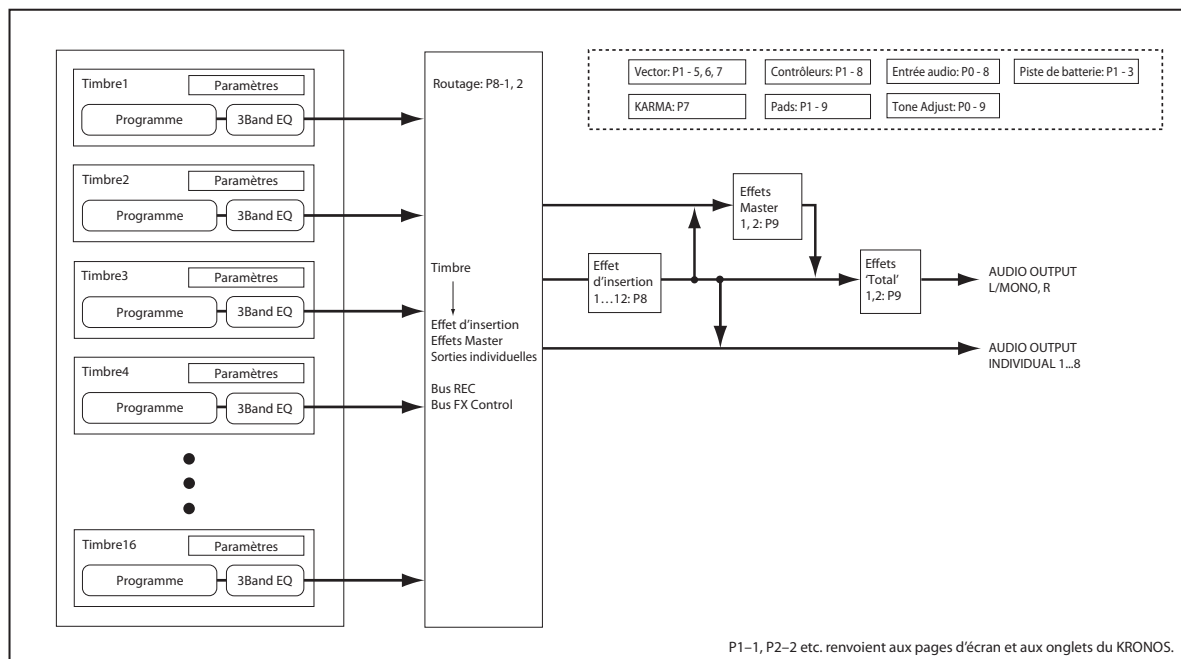 Timbre1
Paramètres
Programme
3Band EQ
Timbre2
Paramètres
Programme
3Band EQ
Timbre3
Paramètres
Programme
3Band EQ
Timbre4
Paramètres
Programme
3Band EQ
Timbre16
Paramètres
Programme
3Band EQ
Routage: P8-1, 2
Timbre
Effet d’insertion
Effets Master
Sorties individuelles
Bus REC
Bus FX Control
Vector: P1 - 5, 6, 7
Contrôleurs: P1 - 8
Entrée audio: P0 - 8
Piste de batterie: P1 - 3
KARMA: P7
Pads: P1 - 9
Tone Adjust: P0 - 9
Effets
Master
1, 2: P9
Effet
d’insertion
1…12: P8
Effets
‘Total’
1,2: P9
AUDIO OUTPUT
L/MONO, R
AUDIO OUTPUT
INDIVIDUAL 1...8
P1–1, P2–2 etc. renvoient aux pages d’écran et aux onglets du KRONOS.